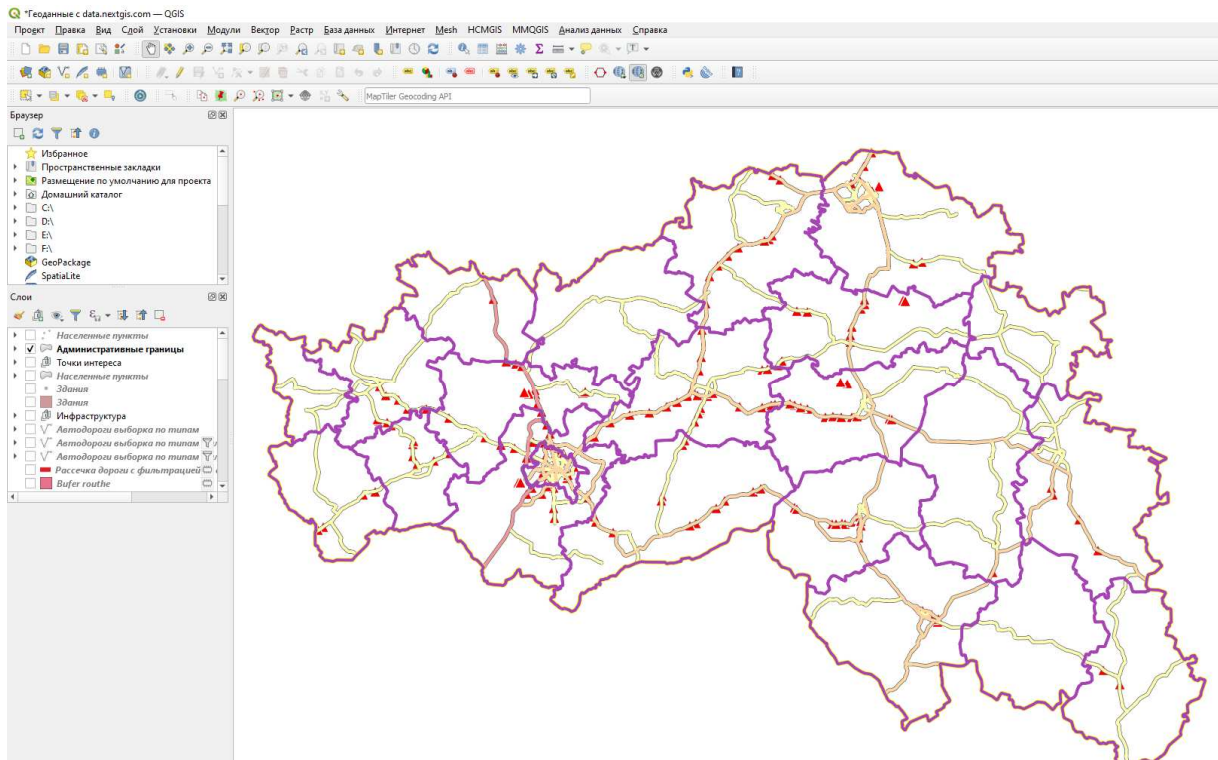 *Геоданные с data.nextgis.com — QGIS
Проект Правка Вид Слой Установки Модули Вектор Растр База данных Интернет Mesh HCMGIS MMQGIS Анализ данных Справка
MapTiler Geocoding API
Браузер
Избранное
Пространственные закладки
Размещение по умолчанию для проекта
Домашний каталог
C:\
D:\
E:\
F:\
GeoPackage
SpatiaLite
Слои
Населенные пункты
Административные границы
Точки интереса
Населенные пункты
Здания
Здания
Инфраструктура
Автодороги выборка по типам
Автодороги выборка по типам
Автодороги выборка по типам
Рассечка дороги с фильтрацией
Bufer routhe